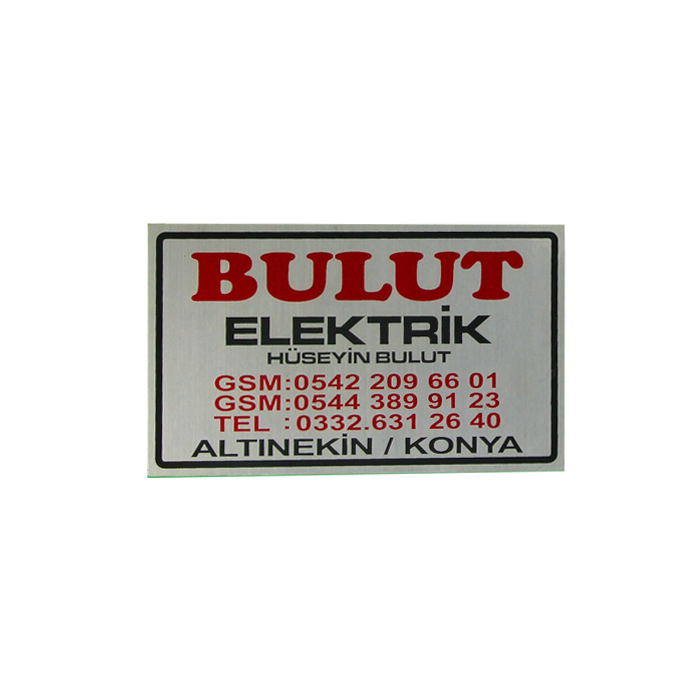 BULUT
ELEKTRİK
HÜSEYİN BULUT
GSM:0542 209 66 01
GSM:0544 389 91 23
TEL :0332.631 26 40
ALTINEKİN / KONYA